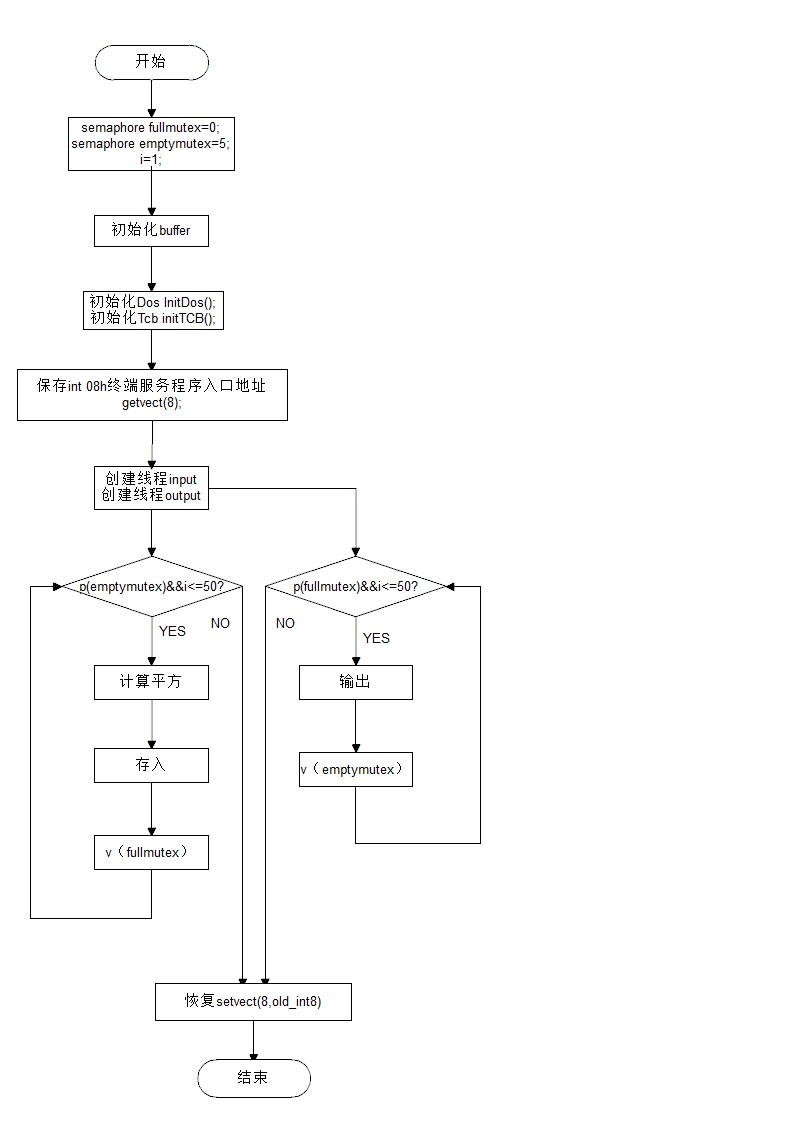 开始
semaphore fullmutex=0;
semaphore emptymutex=5;
i=1;
初始化buffer
初始化Dos InitDos();
初始化Tcb initTCB();
保存int 08h终端服务程序入口地址
getvect(8);
创建线程input
创建线程output
p(emptymutex)&&i<=50?
p(fullmutex)&&i<=50?
YES
NO
NO
YES
计算平方
输出
存入
v（emptymutex）
v（fullmutex）
恢复setvect(8,old_int8)
结束